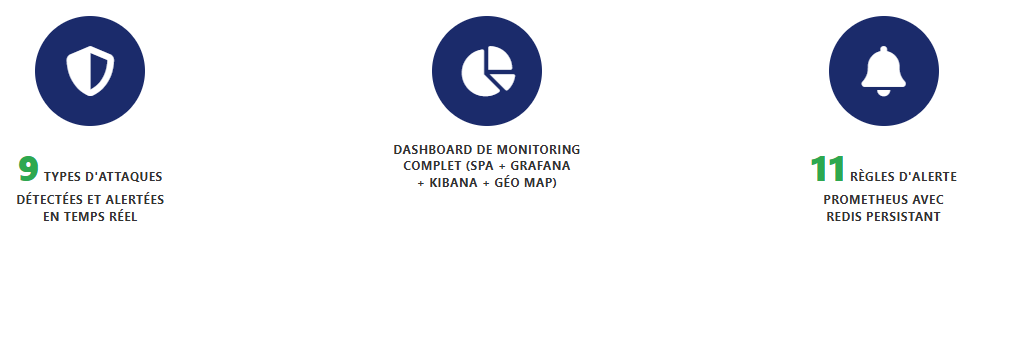 9 TYPES D'ATTAQUES
DÉTECTÉES ET ALERTÉES
EN TEMPS RÉEL
DASHBOARD DE MONITORING
COMPLET (SPA + GRAFANA
+ KIBANA + GÉO MAP)
11 RÈGLES D'ALERTE
PROMETHEUS AVEC
REDIS PERSISTANT